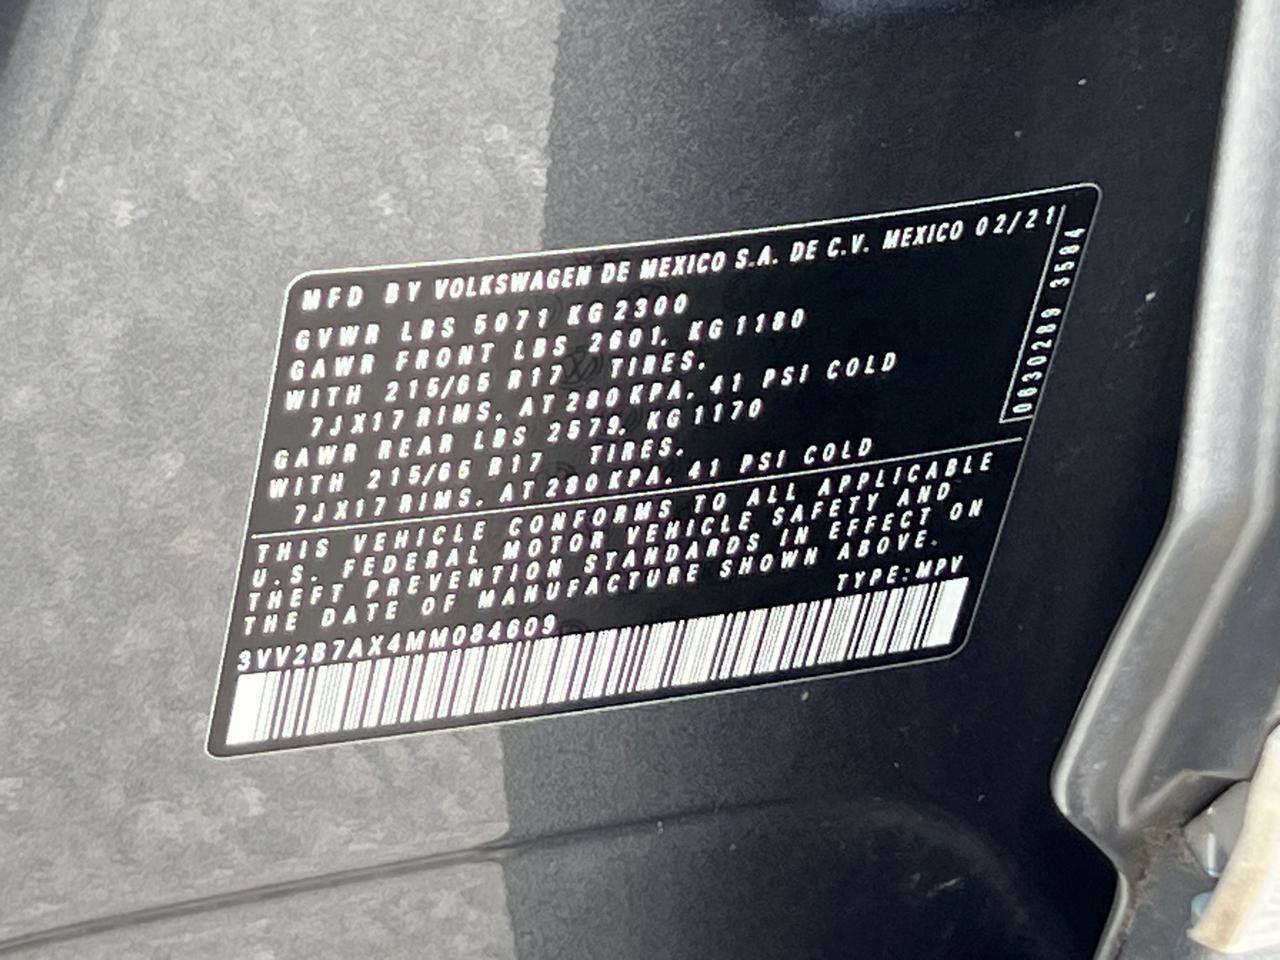 MFD BY VOLKSWAGEN DE MEXICO S.A. DE C.V. MEXICO 02/21
GVWR LBS 5071 KG 2300
GAWR FRONT LBS 2601, KG 1180
WITH 215/65 R17 TIRES,
7JX17 RIMS, AT 280 KPA, 41 PSI COLD
GAWR REAR LBS 2579, KG 1170
WITH 215/65 R17 TIRES,
7JX17 RIMS, AT 280 KPA, 41 PSI COLD
0630289 3584
THIS VEHICLE CONFORMS TO ALL APPLICABLE
U.S. FEDERAL MOTOR VEHICLE SAFETY AND
THEFT PREVENTION STANDARDS IN EFFECT ON
THE DATE OF MANUFACTURE SHOWN ABOVE.
TYPE:MPV
3VV2B7AX4MM084609